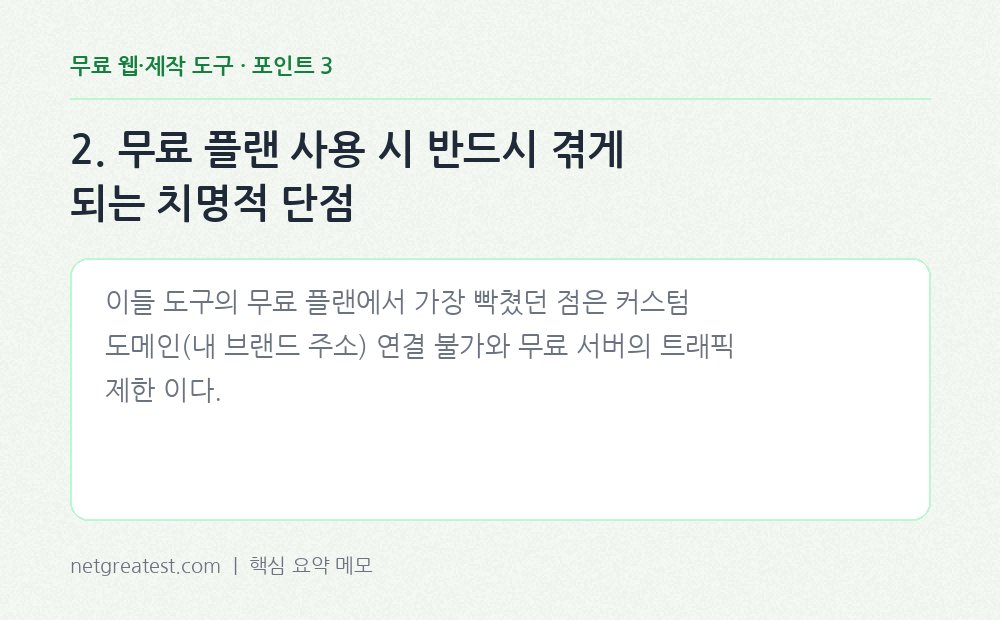 무료 웹·제작 도구 · 포인트 3
2. 무료 플랜 사용 시 반드시 겪게
되는 치명적 단점
이들 도구의 무료 플랜에서 가장 빡쳤던 점은 커스텀
도메인(내 브랜드 주소) 연결 불가와 무료 서버의 트래픽
제한 이다.
netgreatest.com | 핵심 요약 메모